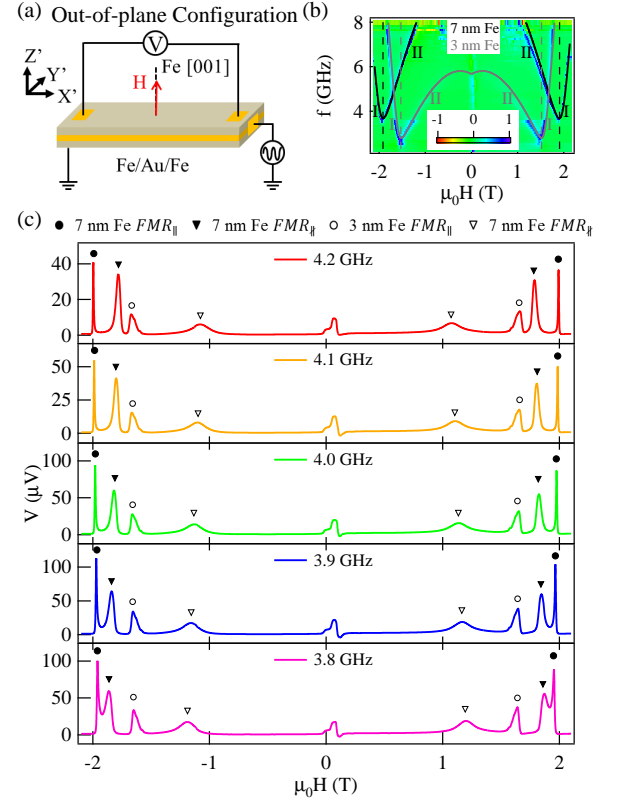 (a) Out-of-plane Configuration
V
Fe [001]
H
Z'
Y'
X'
Fe/Au/Fe
(b)
7 nm Fe
3 nm Fe
II
II
II
II
I
I
I
I
-1 0 1
8
6
4
f (GHz)
-2 -1 0 1 2
μ₀H (T)
(c)
● 7 nm Fe FMR∥ ▼ 7 nm Fe FMR∦ ○ 3 nm Fe FMR∥ ▽ 7 nm Fe FMR∦
4.2 GHz
40
20
0
4.1 GHz
50
25
0
4.0 GHz
100
50
0
3.9 GHz
100
50
0
3.8 GHz
100
50
0
V (μV)
-2 -1 0 1 2
μ₀H (T)